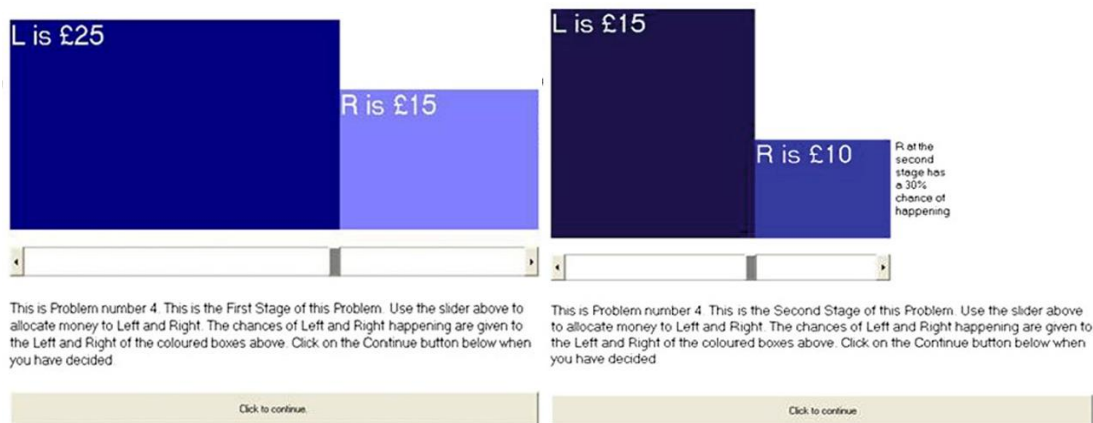 L is £25
R is £15
This is Problem number 4. This is the First Stage of this Problem. Use the slider above to
allocate money to Left and Right. The chances of Left and Right happening are given to
the Left and Right of the coloured boxes above. Click on the Continue button below when
you have decided.
Click to continue.
L is £15
R is £10
R at the
second
stage has
a 30%
chance of
happening
This is Problem number 4. This is the Second Stage of this Problem. Use the slider above
to allocate money to Left and Right. The chances of Left and Right happening are given to
the Left and Right of the coloured boxes above. Click on the Continue button below when
you have decided
Click to continue